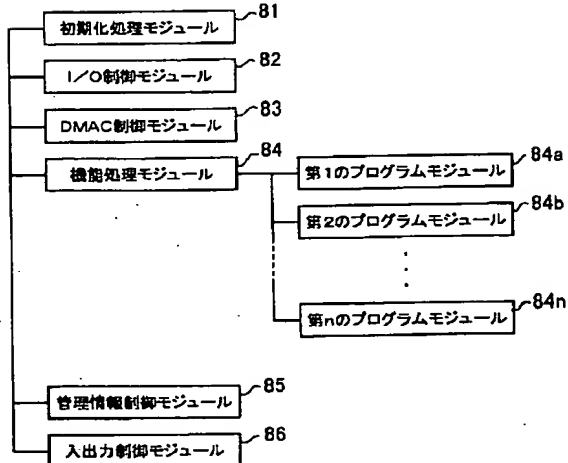 初期化処理モジュール 81
I/O制御モジュール 82
DMAC制御モジュール 83
機能処理モジュール 84
第1のプログラムモジュール 84a
第2のプログラムモジュール 84b
第nのプログラムモジュール 84n
管理情報制御モジュール 85
入出力制御モジュール 86